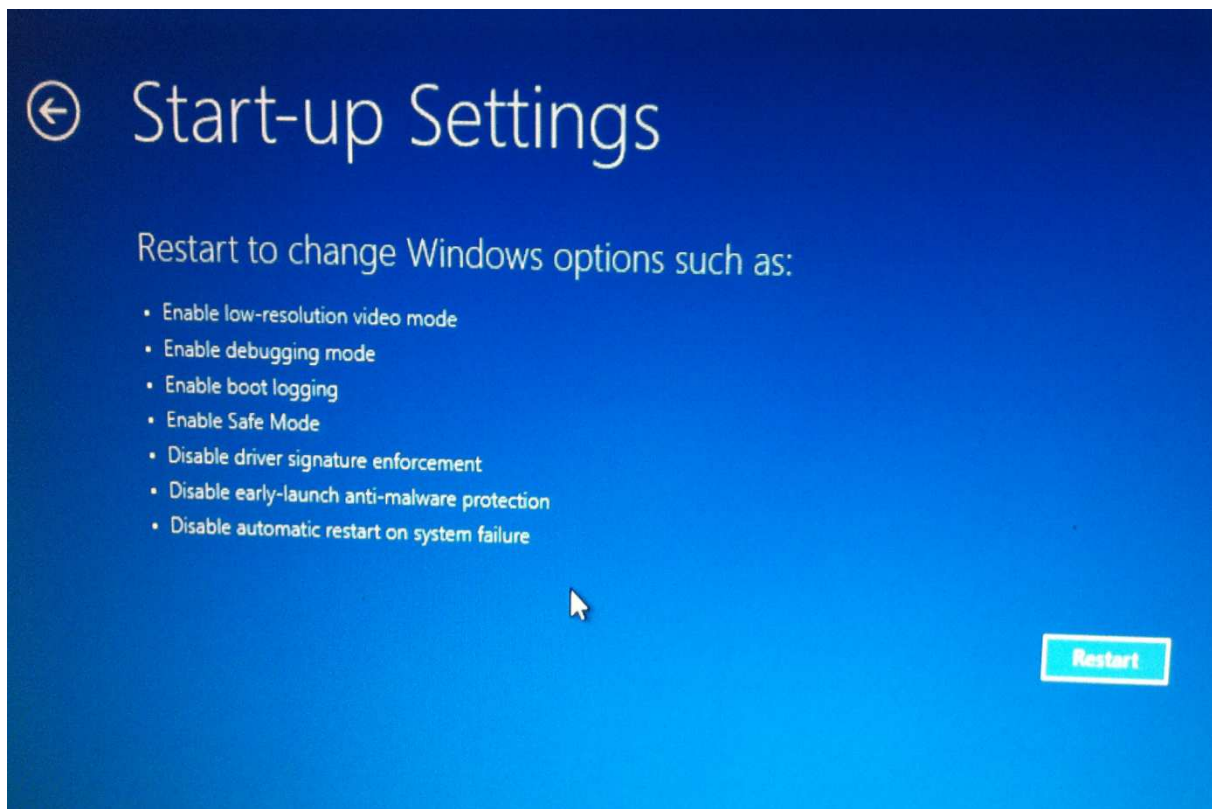 Start-up Settings
Restart to change Windows options such as:
• Enable low-resolution video mode
• Enable debugging mode
• Enable boot logging
• Enable Safe Mode
• Disable driver signature enforcement
• Disable early-launch anti-malware protection
• Disable automatic restart on system failure
Restart